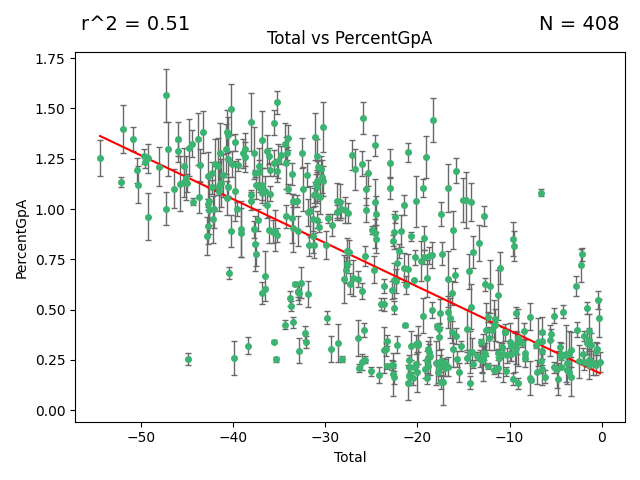 r^2 = 0.51
N = 408
Total vs PercentGpA
1.75
1.50
1.25
1.00
0.75
0.50
0.25
0.00
PercentGpA
−50
−40
−30
−20
−10
0
Total